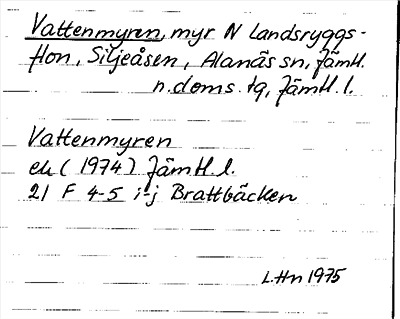 Vattenmyren, myr N Landsryggs-
flon, Siljeåsen, Alanäs sn, Jämtl.
n. doms. tg, Jämtl. l.
Vattenmyren
ek (1974) Jämtl. l.
21 F 4-5 i-j Brattbäcken
L.Hn 1975